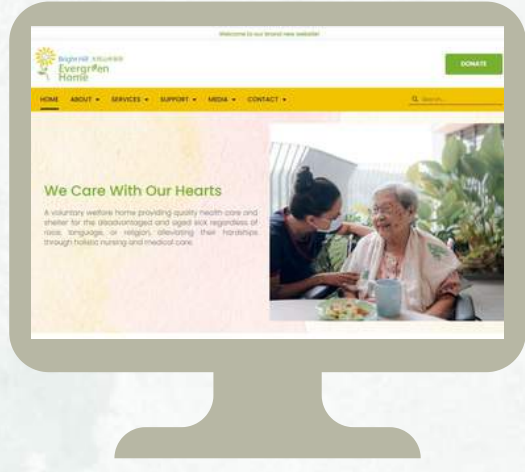 Welcome to our brand new website!
Bright Hill
Evergreen
Home
DONATE
HOME ABOUT SERVICES SUPPORT MEDIA CONTACT
Search...
We Care With Our Hearts
A voluntary welfare home providing quality health care and
shelter for the disadvantaged and aged sick regardless of
race, language, or religion, alleviating their hardships
through holistic nursing and medical care.